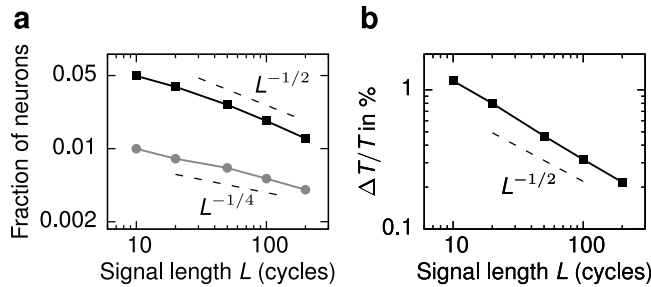 a
Fraction of neurons
0.05
0.01
0.002
L^{-1/2}
L^{-1/4}
10
100
Signal length L (cycles)
b
ΔT/T in %
1
0.1
L^{-1/2}
10
100
Signal length L (cycles)